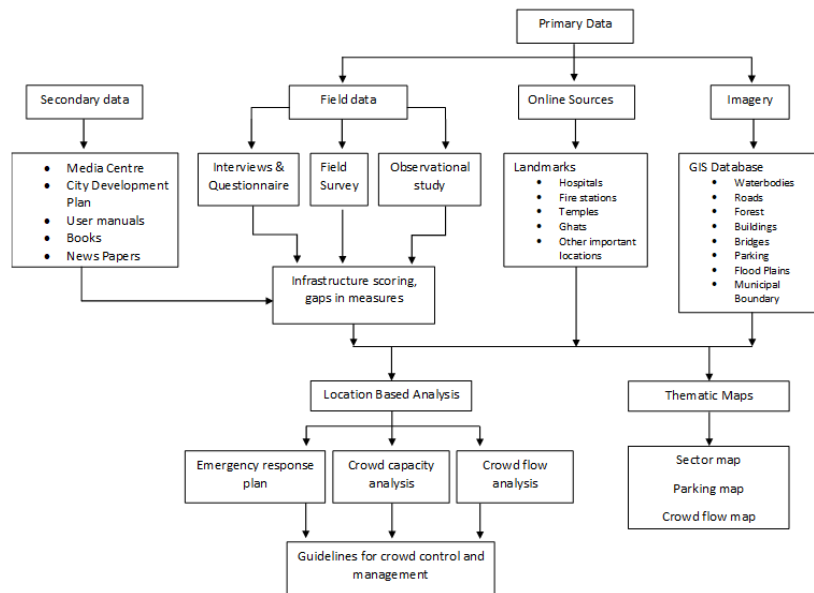 Primary Data
Secondary data
Field data
Online Sources
Imagery
• Media Centre
• City Development
Plan
• User manuals
• Books
• News Papers
Interviews &
Questionnaire
Field
Survey
Observational
study
Landmarks
• Hospitals
• Fire stations
• Temples
• Ghats
• Other important
locations
GIS Database
• Waterbodies
• Roads
• Forest
• Buildings
• Bridges
• Parking
• Flood Plains
• Municipal
Boundary
Infrastructure scoring,
gaps in measures
Location Based Analysis
Thematic Maps
Emergency response
plan
Crowd capacity
analysis
Crowd flow
analysis
Sector map
Parking map
Crowd flow map
Guidelines for crowd control and
management